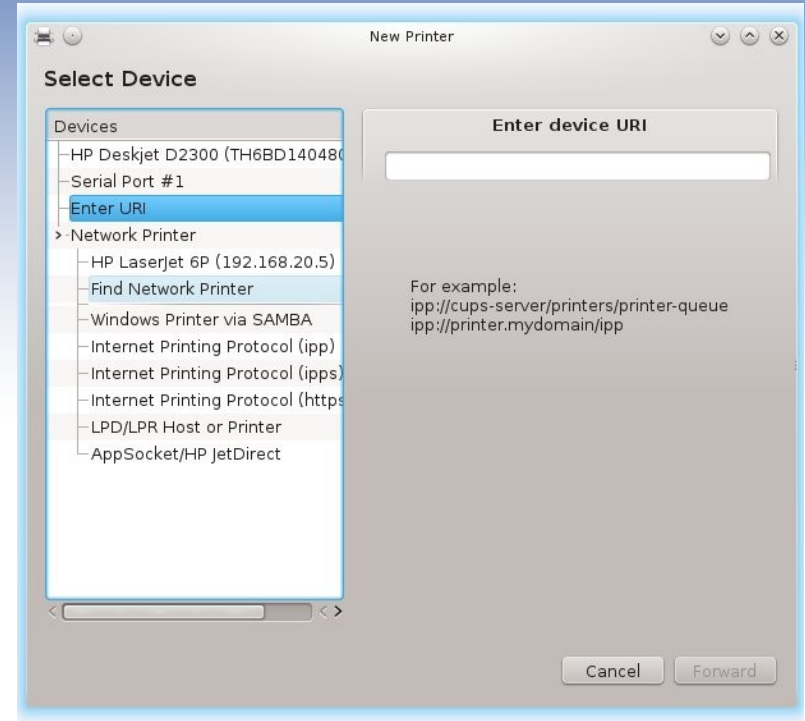 New Printer
Select Device
Devices
HP Deskjet D2300 (TH6BD140480
Serial Port #1
Enter URI
Network Printer
HP LaserJet 6P (192.168.20.5)
Find Network Printer
Windows Printer via SAMBA
Internet Printing Protocol (ipp)
Internet Printing Protocol (ipps)
Internet Printing Protocol (https
LPD/LPR Host or Printer
AppSocket/HP JetDirect
Enter device URI
For example:
ipp://cups-server/printers/printer-queue
ipp://printer.mydomain/ipp
Cancel
Forward